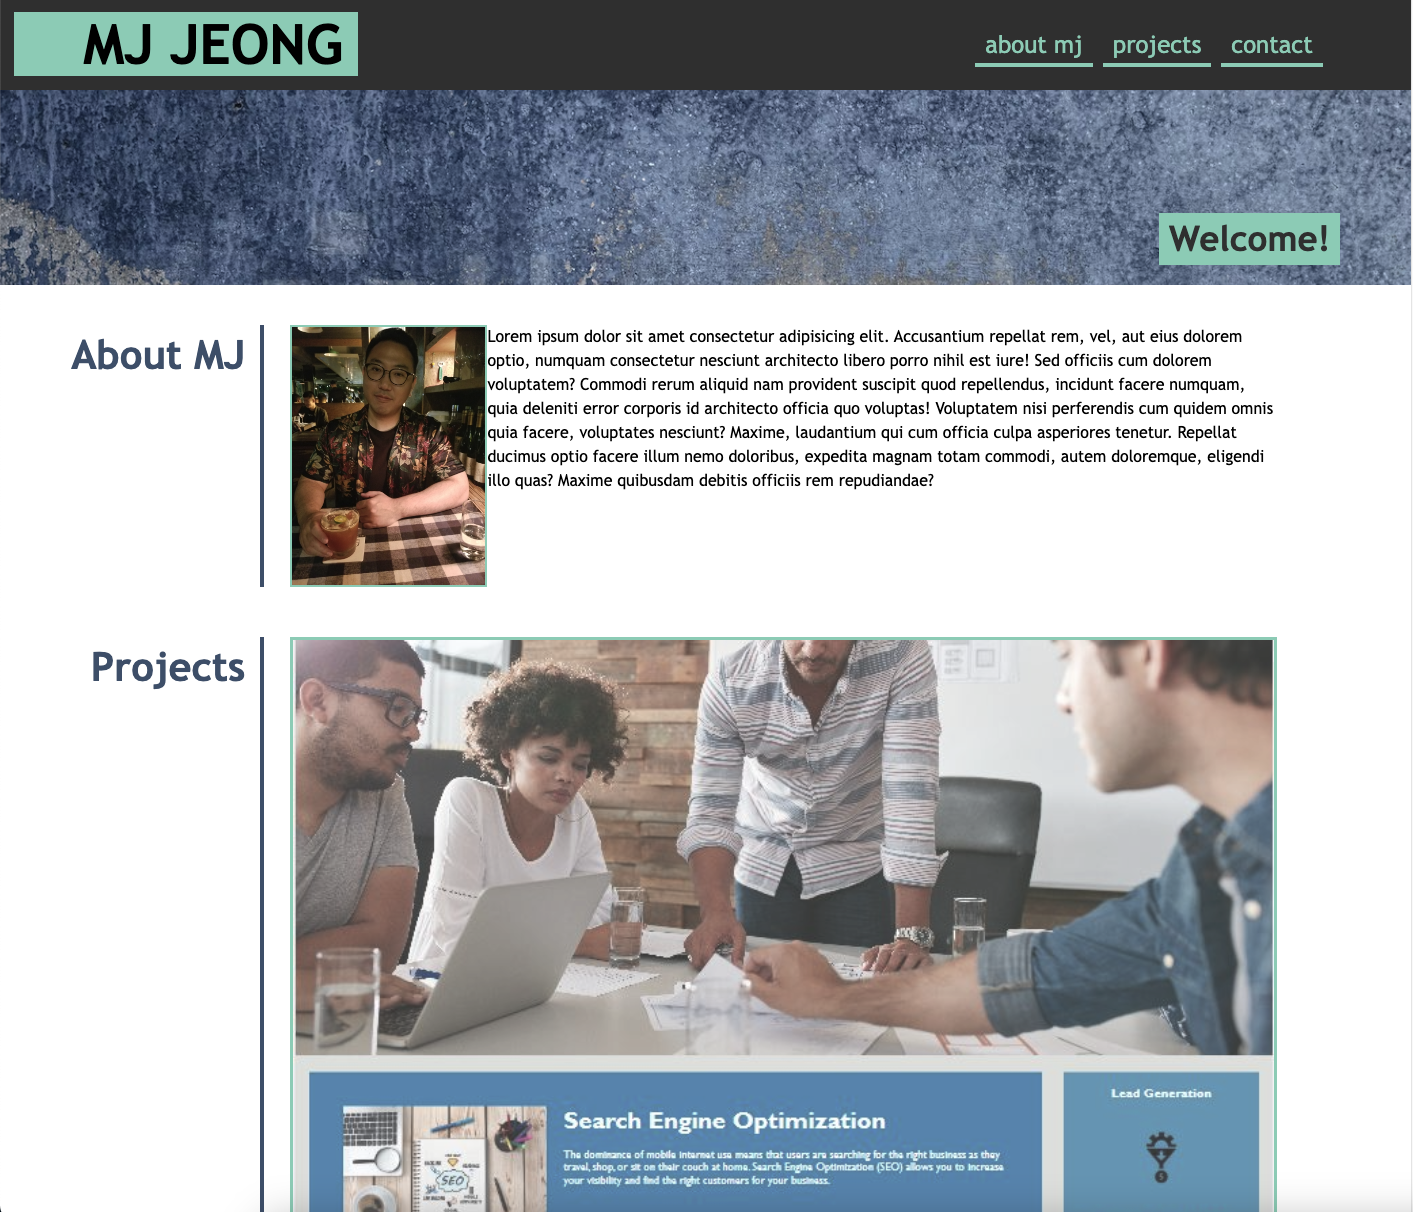 MJ JEONG
about mj projects contact
Welcome!
About MJ
Lorem ipsum dolor sit amet consectetur adipisicing elit. Accusantium repellat rem, vel, aut eius dolorem
optio, numquam consectetur nesciunt architecto libero porro nihil est iure! Sed officiis cum dolorem
voluptatem? Commodi rerum aliquid nam provident suscipit quod repellendus, incidunt facere numquam,
quia deleniti error corporis id architecto officia quo voluptas! Voluptatem nisi perferendis cum quidem omnis
quia facere, voluptates nesciunt? Maxime, laudantium qui cum officia culpa asperiores tenetur. Repellat
ducimus optio facere illum nemo doloribus, expedita magnam totam commodi, autem doloremque, eligendi
illo quas? Maxime quibusdam debitis officiis rem repudiandae?
Projects
Search Engine Optimization
The dominance of mobile internet use means that users are searching for the right business as they
travel, shop, or sit on their couch at home. Search Engine Optimization (SEO) allows you to increase
your visibility and find the right customers for your business.
Lead Generation
SEO